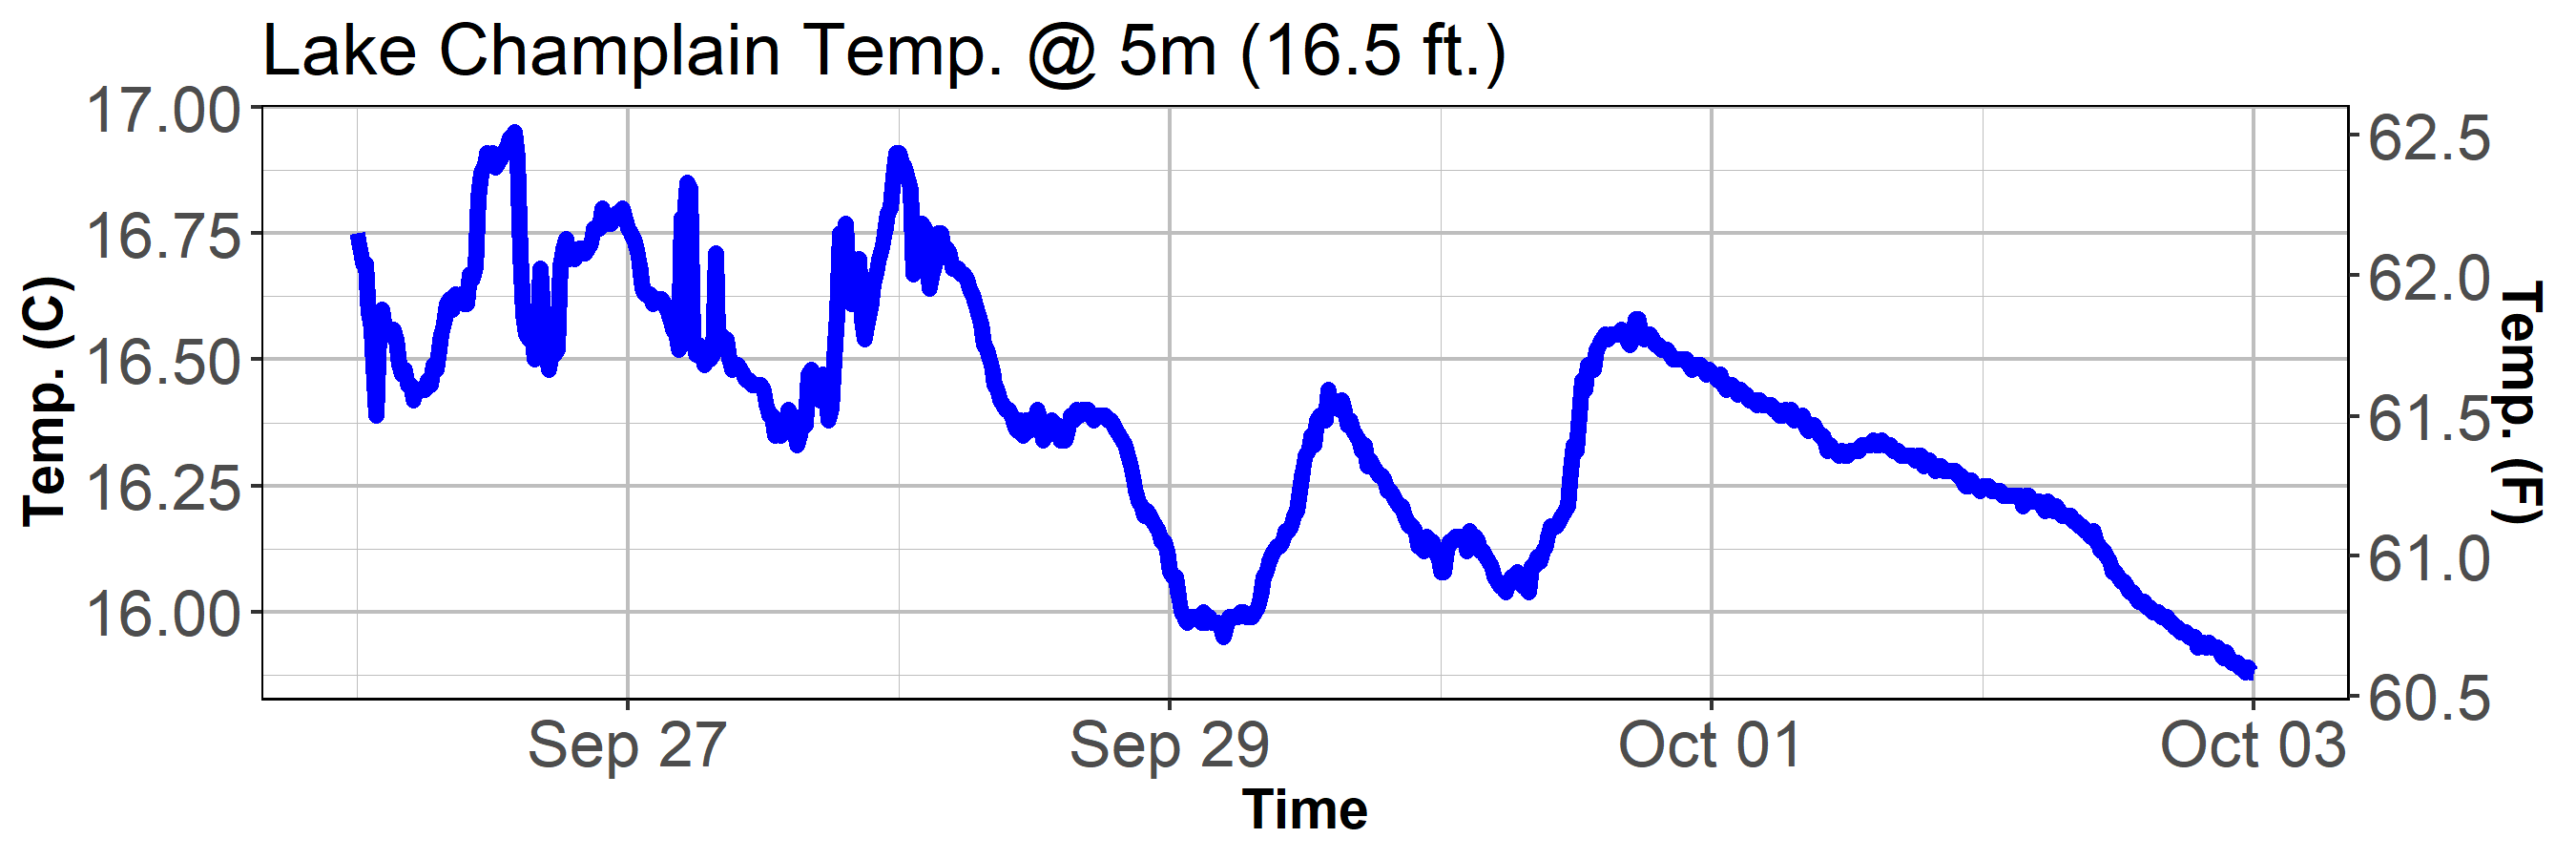 Lake Champlain Temp. @ 5m (16.5 ft.)
17.00
16.75
16.50
16.25
16.00
Temp. (C)
62.5
62.0
61.5
61.0
60.5
Temp. (F)
Sep 27 Sep 29 Oct 01 Oct 03
Time